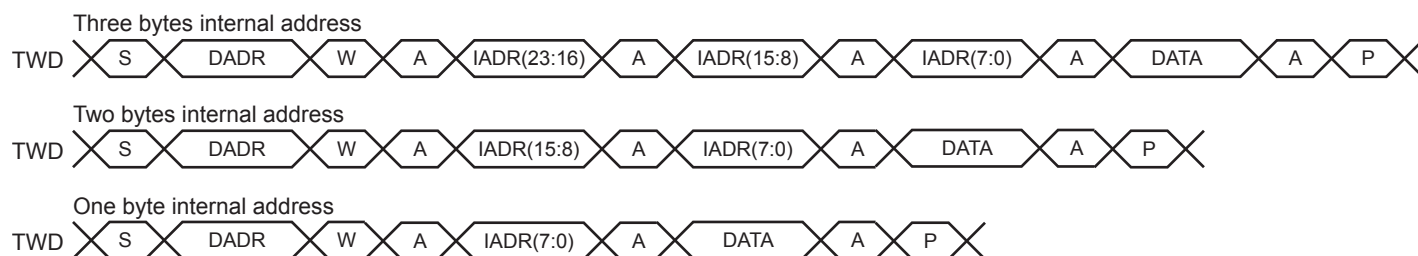 Three bytes internal address
TWD S DADR W A IADR(23:16) A IADR(15:8) A IADR(7:0) A DATA A P
Two bytes internal address
TWD S DADR W A IADR(15:8) A IADR(7:0) A DATA A P
One byte internal address
TWD S DADR W A IADR(7:0) A DATA A P